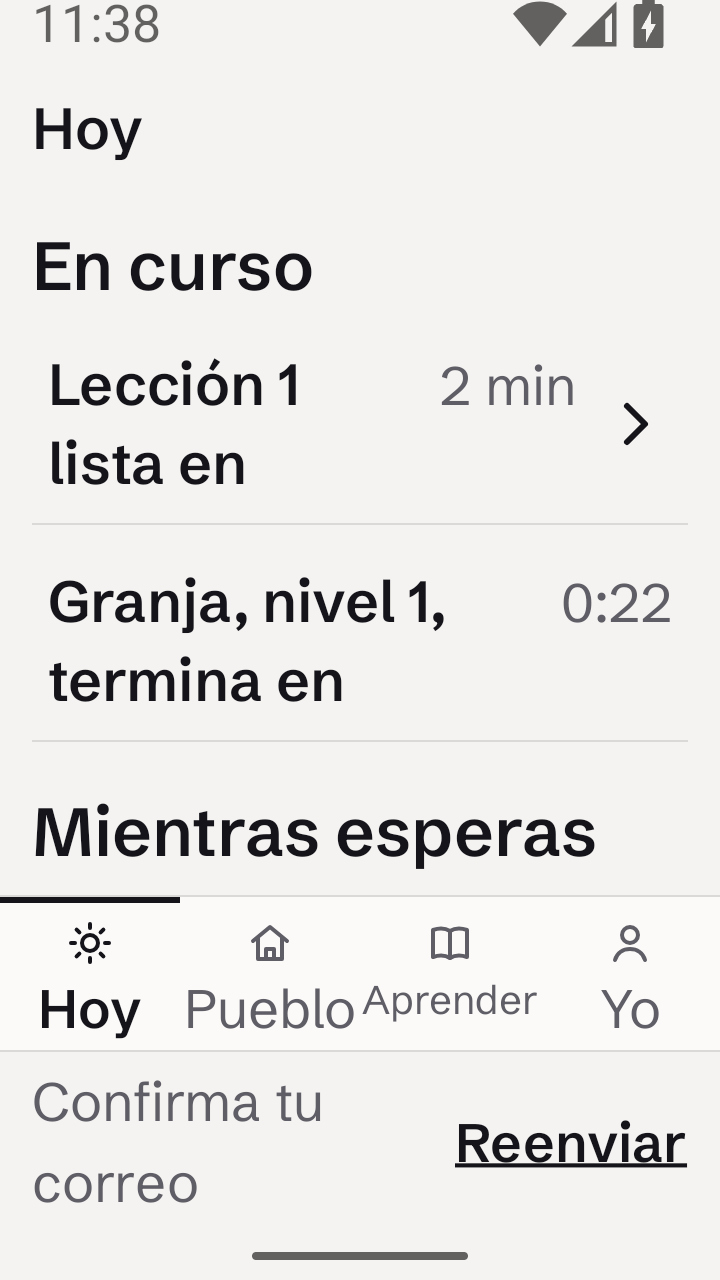 11:38
Hoy
En curso
Lección 1 2 min
lista en
Granja, nivel 1, 0:22
termina en
Mientras esperas
Hoy Pueblo Aprender Yo
Confirma tu
correo
Reenviar